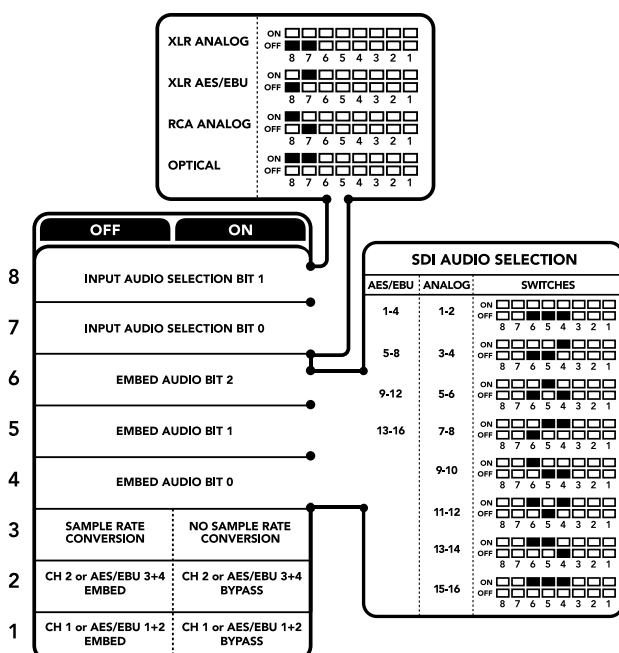 XLR ANALOG
ON
OFF
8 7 6 5 4 3 2 1
XLR AES/EBU
ON
OFF
8 7 6 5 4 3 2 1
RCA ANALOG
ON
OFF
8 7 6 5 4 3 2 1
OPTICAL
ON
OFF
8 7 6 5 4 3 2 1
OFF ON
8 INPUT AUDIO SELECTION BIT 1
7 INPUT AUDIO SELECTION BIT 0
6 EMBED AUDIO BIT 2
5 EMBED AUDIO BIT 1
4 EMBED AUDIO BIT 0
3 SAMPLE RATE CONVERSION NO SAMPLE RATE CONVERSION
2 CH 2 or AES/EBU 3+4 EMBED CH 2 or AES/EBU 3+4 BYPASS
1 CH 1 or AES/EBU 1+2 EMBED CH 1 or AES/EBU 1+2 BYPASS
SDI AUDIO SELECTION
AES/EBU ANALOG SWITCHES
1-4 1-2 ON
OFF
8 7 6 5 4 3 2 1
5-8 3-4 ON
OFF
8 7 6 5 4 3 2 1
9-12 5-6 ON
OFF
8 7 6 5 4 3 2 1
13-16 7-8 ON
OFF
8 7 6 5 4 3 2 1
9-10 ON
OFF
8 7 6 5 4 3 2 1
11-12 ON
OFF
8 7 6 5 4 3 2 1
13-14 ON
OFF
8 7 6 5 4 3 2 1
15-16 ON
OFF
8 7 6 5 4 3 2 1